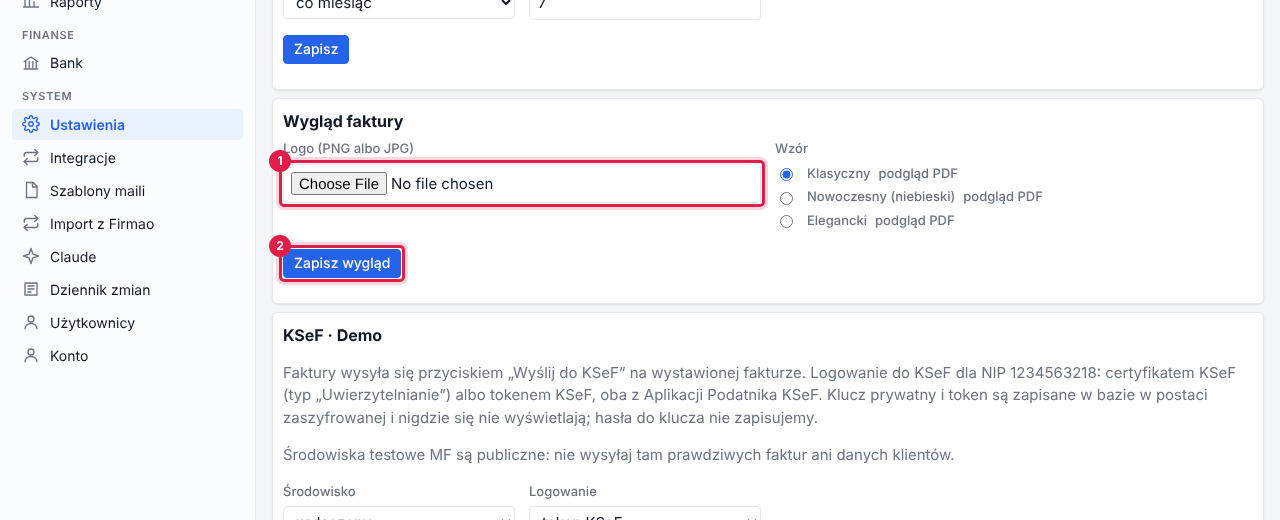 Raporty
FINANSE
Bank
SYSTEM
Ustawienia
Integracje
Szablony maili
Import z Firmao
Claude
Dziennik zmian
Użytkownicy
Konto
co miesiąc
7
Zapisz
Wygląd faktury
Logo (PNG albo JPG)
1
Choose File No file chosen
2
Zapisz wygląd
Wzór
Klasyczny podgląd PDF
Nowoczesny (niebieski) podgląd PDF
Elegancki podgląd PDF
KSeF · Demo
Faktury wysyła się przyciskiem „Wyślij do KSeF” na wystawionej fakturze. Logowanie do KSeF dla NIP 1234563218: certyfikatem KSeF
(typ „Uwierzytelnianie”) albo tokenem KSeF, oba z Aplikacji Podatnika KSeF. Klucz prywatny i token są zapisane w bazie w postaci
zaszyfrowanej i nigdzie się nie wyświetlają; hasła do klucza nie zapisujemy.
Środowiska testowe MF są publiczne: nie wysyłaj tam prawdziwych faktur ani danych klientów.
Środowisko
Logowanie
token KSeF